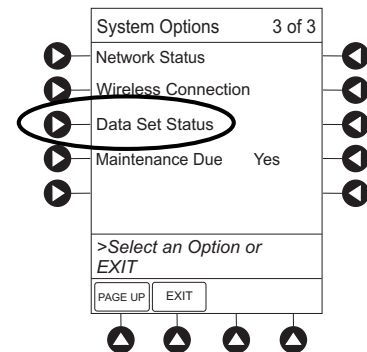 System Options 3 of 3
Network Status
Wireless Connection
Data Set Status
Maintenance Due Yes
>Select an Option or
EXIT
PAGE UP EXIT